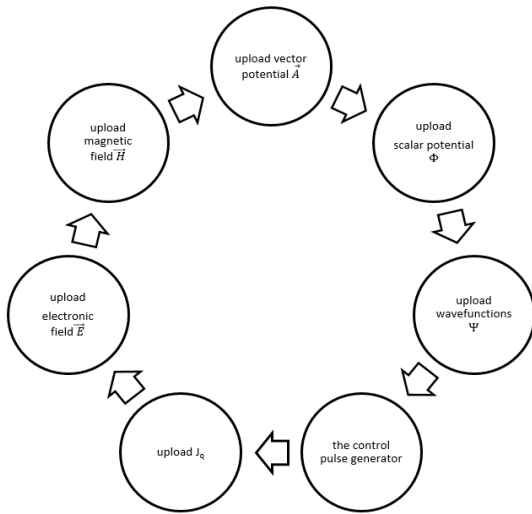 upload vector
potential A⃗
upload
scalar potential
Φ
upload
wavefunctions
Ψ
the control
pulse generator
upload J_q
upload
electronic
field E⃗
upload
magnetic
field H⃗